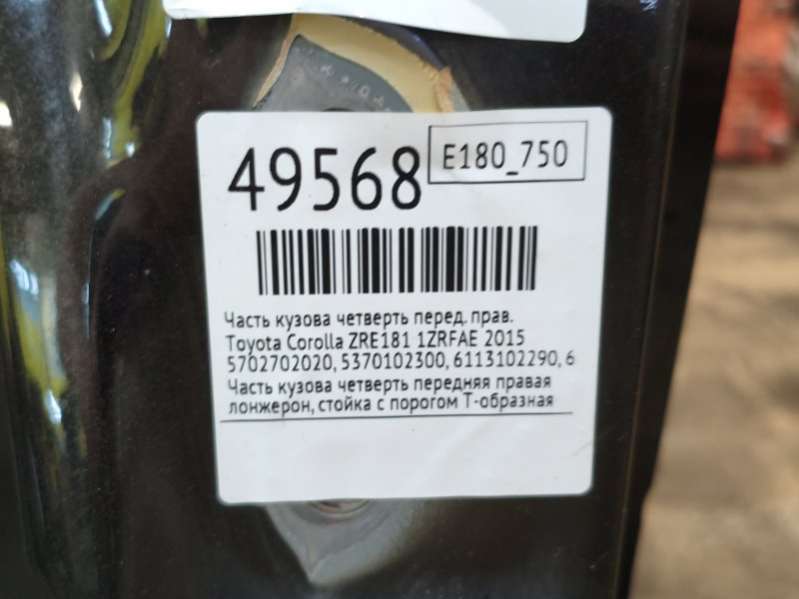 49568
E180_750
Часть кузова четверть перед. прав.
Toyota Corolla ZRE181 1ZRFAE 2015
5702702020, 5370102300, 6113102290, 6
Часть кузова четверть передняя правая
лонжерон, стойка с порогом Т-образная